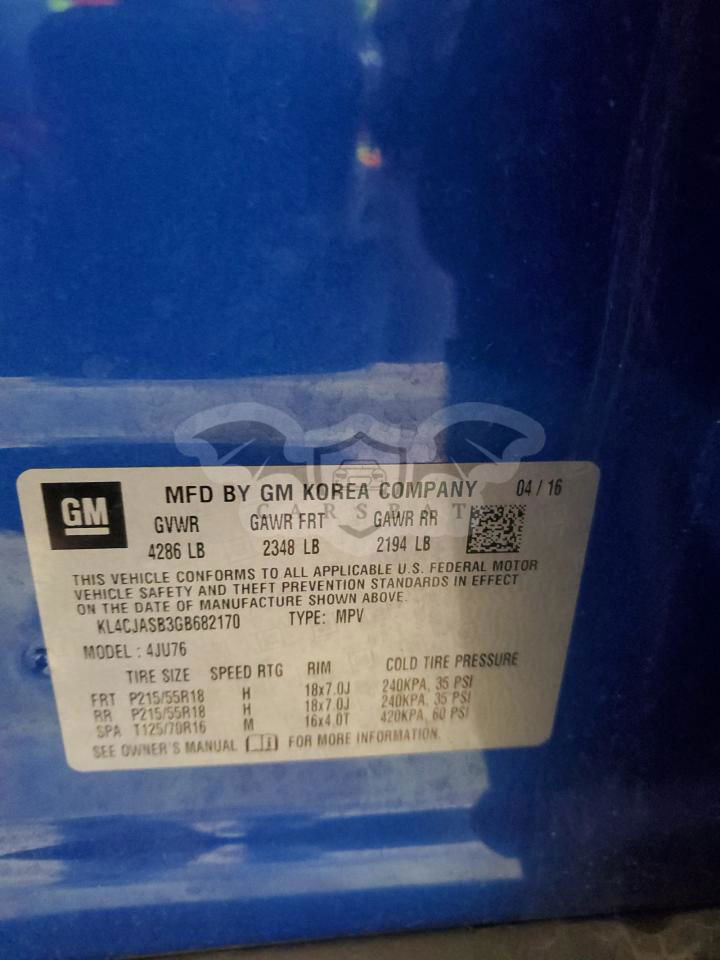 GM MFD BY GM KOREA COMPANY 04 / 16
GVWR GAWR FRT GAWR RR
4286 LB 2348 LB 2194 LB
CARSBAT
THIS VEHICLE CONFORMS TO ALL APPLICABLE U.S. FEDERAL MOTOR
VEHICLE SAFETY AND THEFT PREVENTION STANDARDS IN EFFECT
ON THE DATE OF MANUFACTURE SHOWN ABOVE.
KL4CJASB3GB682170 TYPE: MPV
MODEL : 4JU76
TIRE SIZE SPEED RTG RIM COLD TIRE PRESSURE
FRT P215/55R18 H 18x7.0J 240KPA, 35 PSI
RR P215/55R18 H 18x7.0J 240KPA, 35 PSI
SPA T125/70R16 M 16x4.0T 420KPA, 60 PSI
SEE OWNER'S MANUAL FOR MORE INFORMATION.